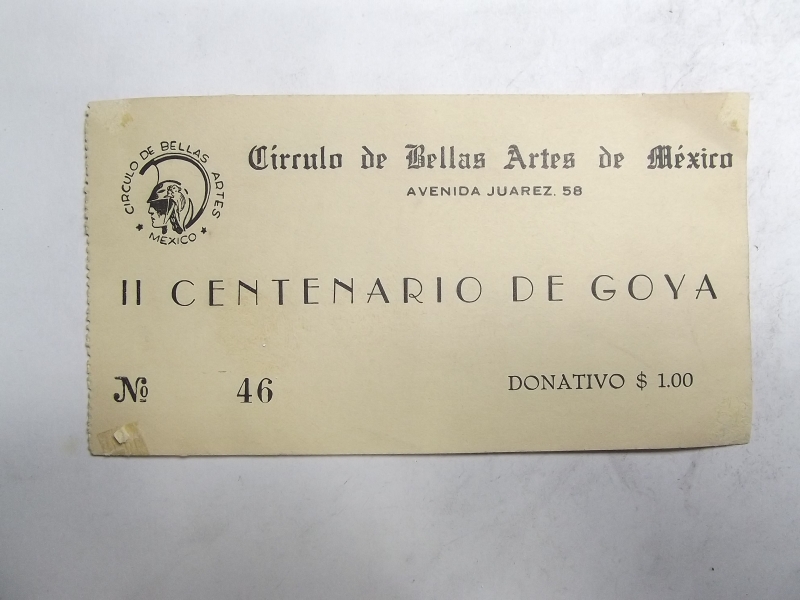 CIRCULO DE BELLAS ARTES
★ MEXICO ★
Círculo de Bellas Artes de México
AVENIDA JUAREZ. 58
II CENTENARIO DE GOYA
Nº 46
DONATIVO $ 1.00